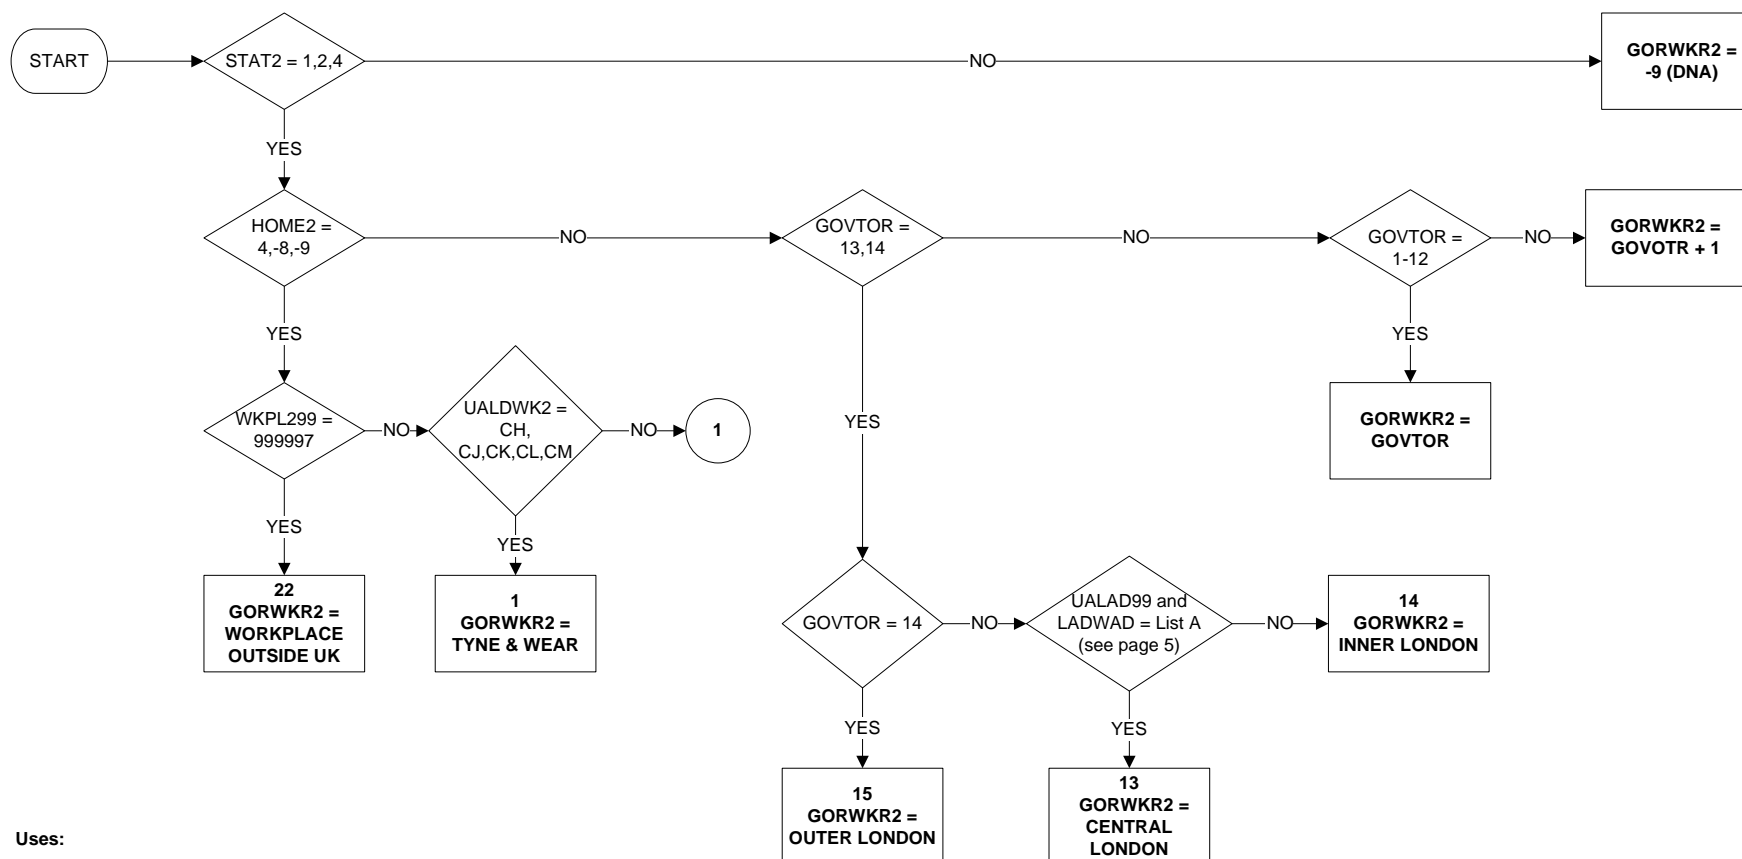 START
STAT2 = 1,2,4
NO
GORWKR2 =
-9 (DNA)
YES
HOME2 =
4,-8,-9
NO
GOVTOR =
13,14
NO
GOVTOR =
1-12
NO
GORWKR2 =
GOVOTR + 1
YES
YES
YES
GORWKR2 =
GOVTOR
WKPL299 =
999997
NO
UALDWK2 =
CH,
CJ,CK,CL,CM
NO
1
YES
YES
22
GORWKR2 =
WORKPLACE
OUTSIDE UK
1
GORWKR2 =
TYNE & WEAR
GOVTOR = 14
NO
UALAD99 and
LADWAD = List A
(see page 5)
NO
14
GORWKR2 =
INNER LONDON
YES
YES
15
GORWKR2 =
OUTER LONDON
13
GORWKR2 =
CENTRAL
LONDON
Uses: